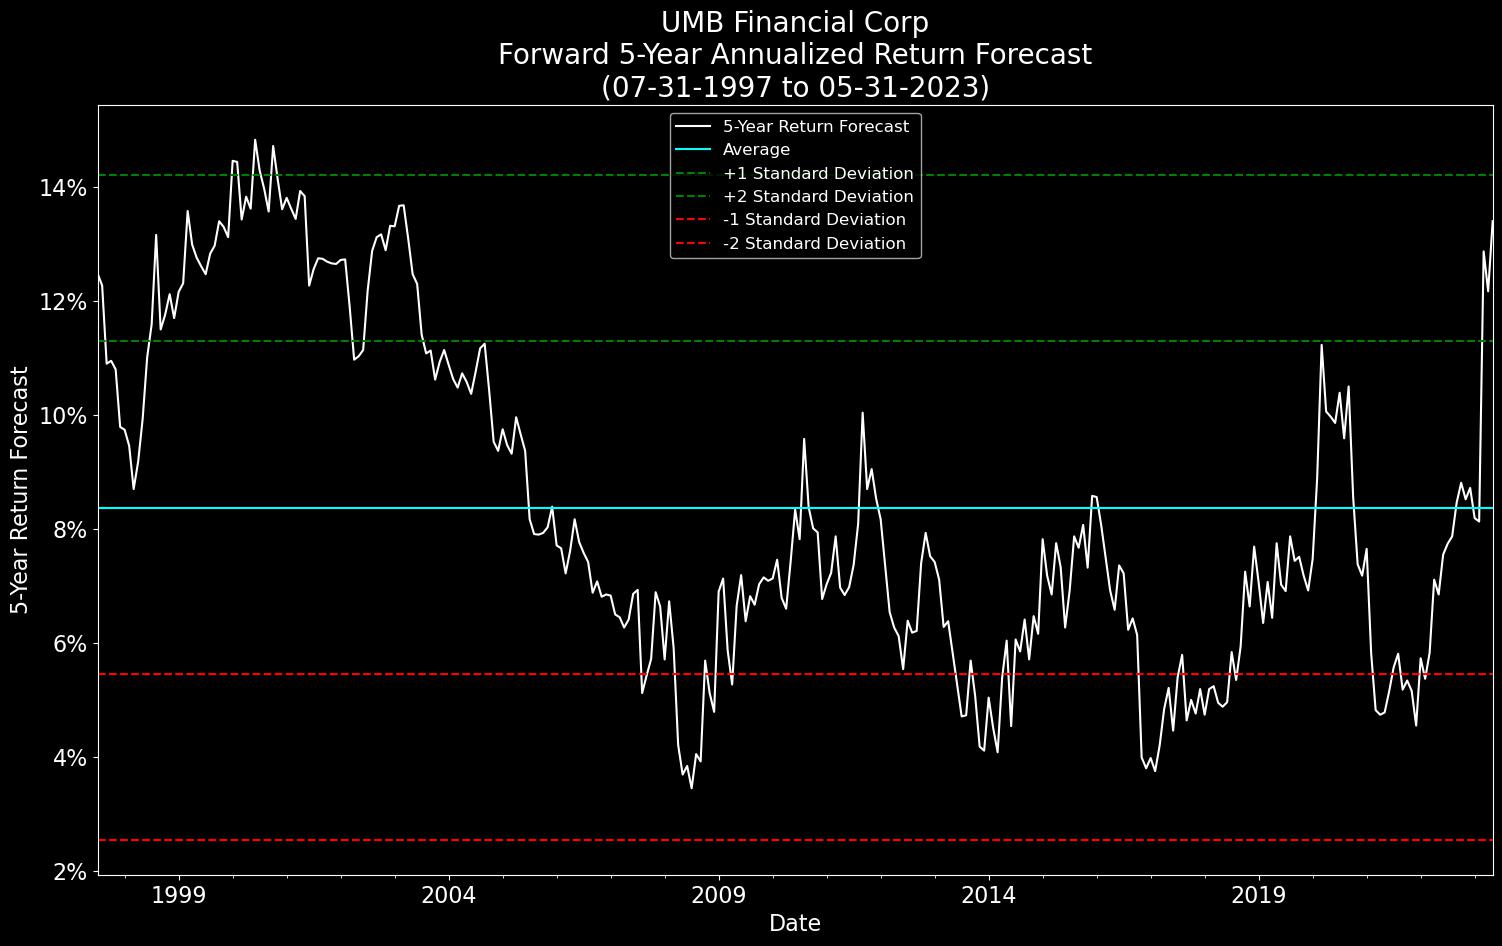 UMB Financial Corp
Forward 5-Year Annualized Return Forecast
(07-31-1997 to 05-31-2023)
5-Year Return Forecast
Average
+1 Standard Deviation
+2 Standard Deviation
-1 Standard Deviation
-2 Standard Deviation
5-Year Return Forecast
14%
12%
10%
8%
6%
4%
2%
1999
2004
2009
2014
2019
Date